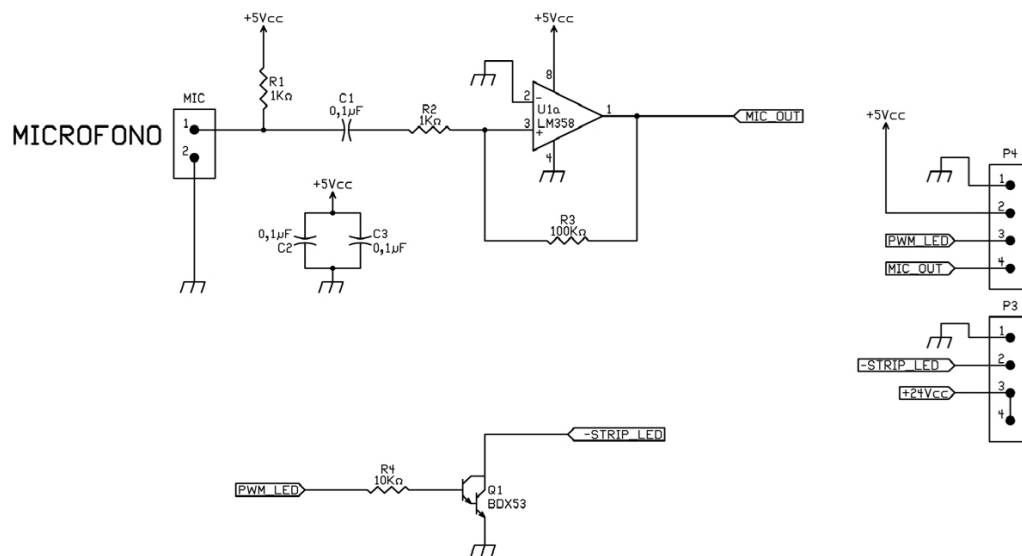 MICROFONO
MIC
1
2
+5Vcc
R1
1KΩ
C1
0,1µF
R2
1KΩ
+5Vcc
8
2
-
U1a
LM358
3
+
1
4
MIC_OUT
R3
100KΩ
+5Vcc
0,1µF
C2
C3
0,1µF
+5Vcc
P4
1
2
PWM_LED
3
MIC_OUT
4
P3
1
-STRIP_LED
2
+24Vcc
3
4
-STRIP_LED
PWM_LED
R4
10KΩ
Q1
BDX53